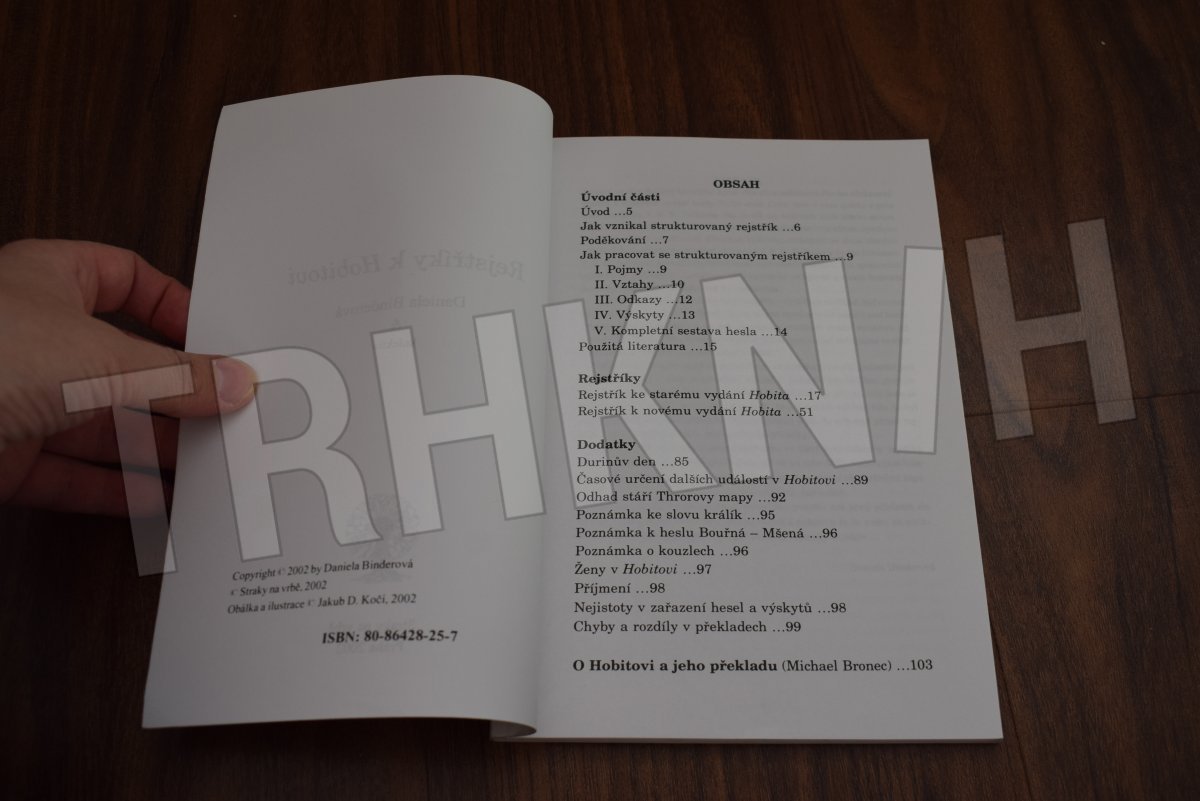 Rejstříky k Hobitovi
Daniela Binderová
Copyright © 2002 by Daniela Binderová
© Straky na vrbě, 2002
Obálka a ilustrace © Jakub D. Kočí, 2002
ISBN: 80-86428-25-7
OBSAH
Úvodní části
Úvod ...5
Jak vznikal strukturovaný rejstřík ...6
Poděkování ...7
Jak pracovat se strukturovaným rejstříkem ...9
I. Pojmy ...9
II. Vztahy ...10
III. Odkazy ...12
IV. Výskyty ...13
V. Kompletní sestava hesla ...14
Použitá literatura ...15
Rejstříky
Rejstřík ke starému vydání Hobita ...17
Rejstřík k novému vydání Hobita ...51
Dodatky
Durinův den ...85
Časové určení dalších událostí v Hobitovi ...89
Odhad stáří Throrovy mapy ...92
Poznámka ke slovu králík ...95
Poznámka k heslu Bouřná – Mšená ...96
Poznámka o kouzlech ...96
Ženy v Hobitovi ...97
Příjmení ...98
Nejistoty v zařazení hesel a výskytů ...98
Chyby a rozdíly v překladech ...99
O Hobitovi a jeho překladu (Michael Bronec) ...103
TRHKNIH